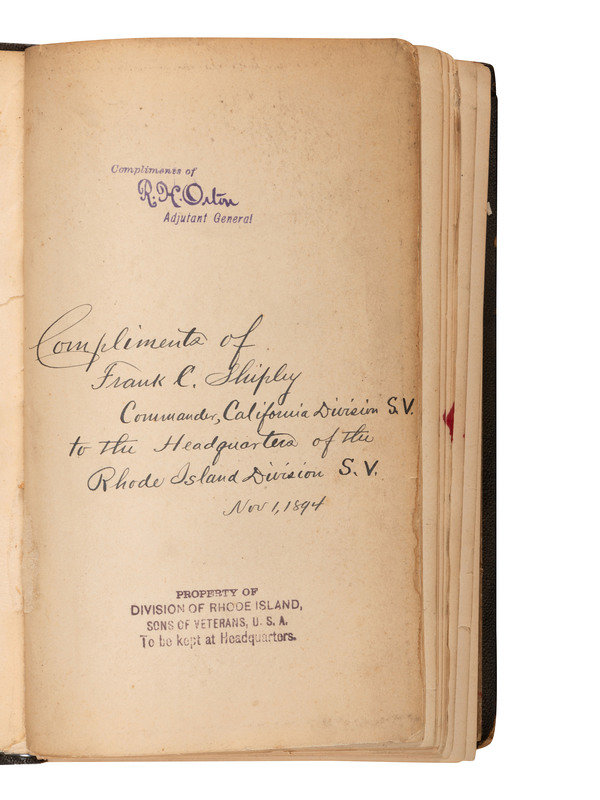 Compliments of
R. H. Orton
Adjutant General
Compliments of
Frank C. Shipley
Commander, California Division S.V.
to the Headquarters of the
Rhode Island Division S.V.
Nov 1, 1894
PROPERTY OF
DIVISION OF RHODE ISLAND,
SONS OF VETERANS, U. S. A.
To be kept at Headquarters.